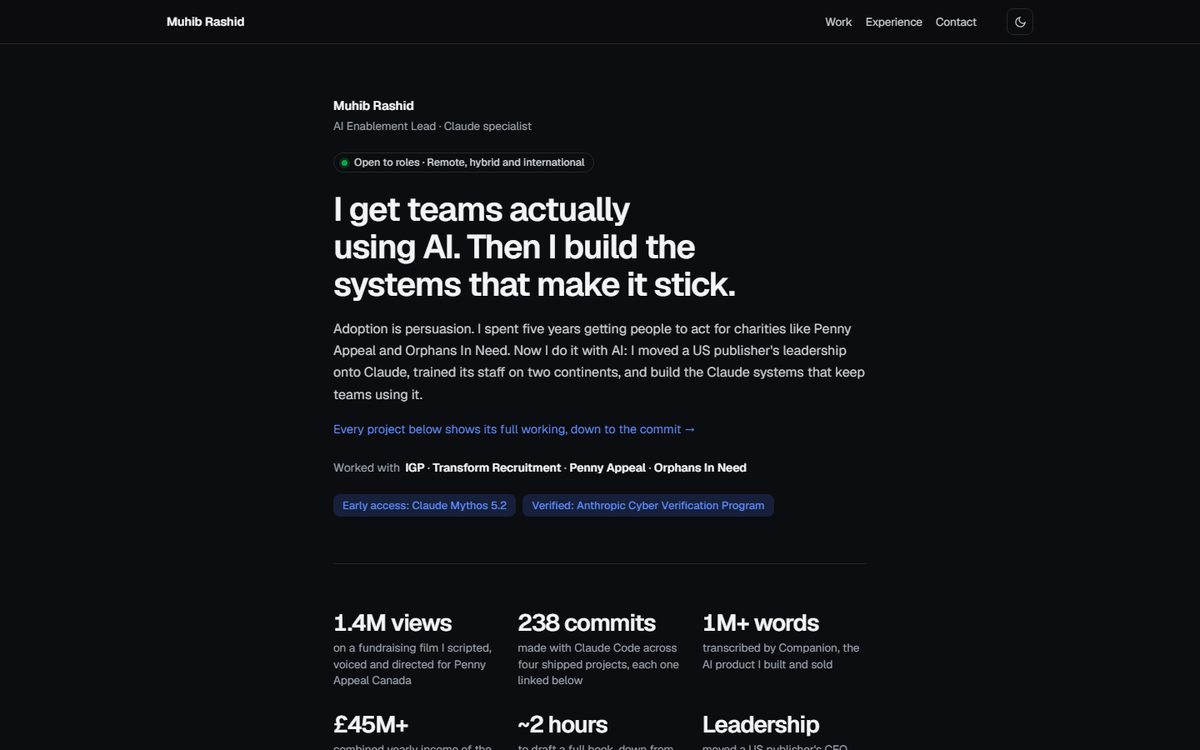 Muhib Rashid
Work Experience Contact
Muhib Rashid
AI Enablement Lead · Claude specialist
Open to roles · Remote, hybrid and international
I get teams actually
using AI. Then I build the
systems that make it stick.
Adoption is persuasion. I spent five years getting people to act for charities like Penny
Appeal and Orphans In Need. Now I do it with AI: I moved a US publisher's leadership
onto Claude, trained its staff on two continents, and build the Claude systems that keep
teams using it.
Every project below shows its full working, down to the commit →
Worked with IGP · Transform Recruitment · Penny Appeal · Orphans In Need
Early access: Claude Mythos 5.2 Verified: Anthropic Cyber Verification Program
1.4M views
on a fundraising film I scripted,
voiced and directed for Penny
Appeal Canada
238 commits
made with Claude Code across
four shipped projects, each one
linked below
1M+ words
transcribed by Companion, the
AI product I built and sold
£45M+
combined yearly income of the
~2 hours
to draft a full book, down from
Leadership
moved a US publisher's CEO,